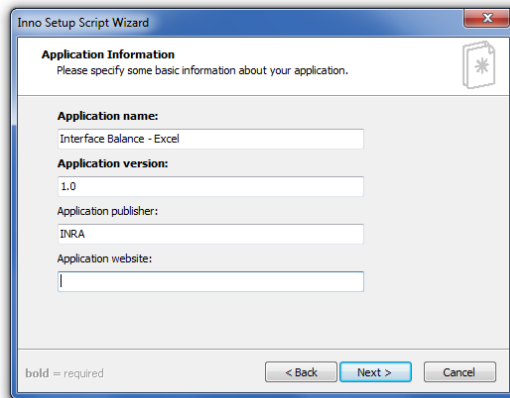 Inno Setup Script Wizard
Application Information
Please specify some basic information about your application.
Application name:
Interface Balance - Excel
Application version:
1.0
Application publisher:
INRA
Application website:
bold = required
< Back
Next >
Cancel